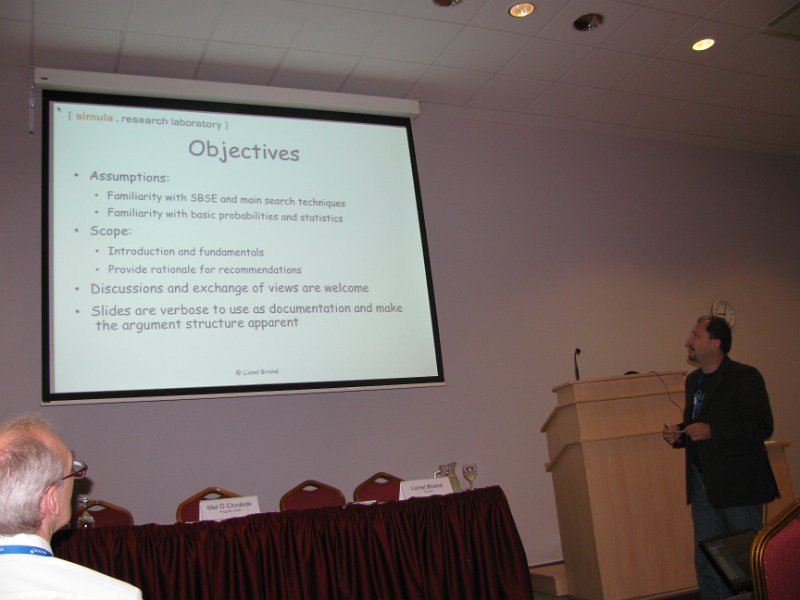 [ simula . research laboratory ]
Objectives
• Assumptions:
• Familiarity with SBSE and main search techniques
• Familiarity with basic probabilities and statistics
• Scope:
• Introduction and fundamentals
• Provide rationale for recommendations
• Discussions and exchange of views are welcome
• Slides are verbose to use as documentation and make
the argument structure apparent
@ Lionel Briand
Mel Ó Cinnéide
Lionel Briand